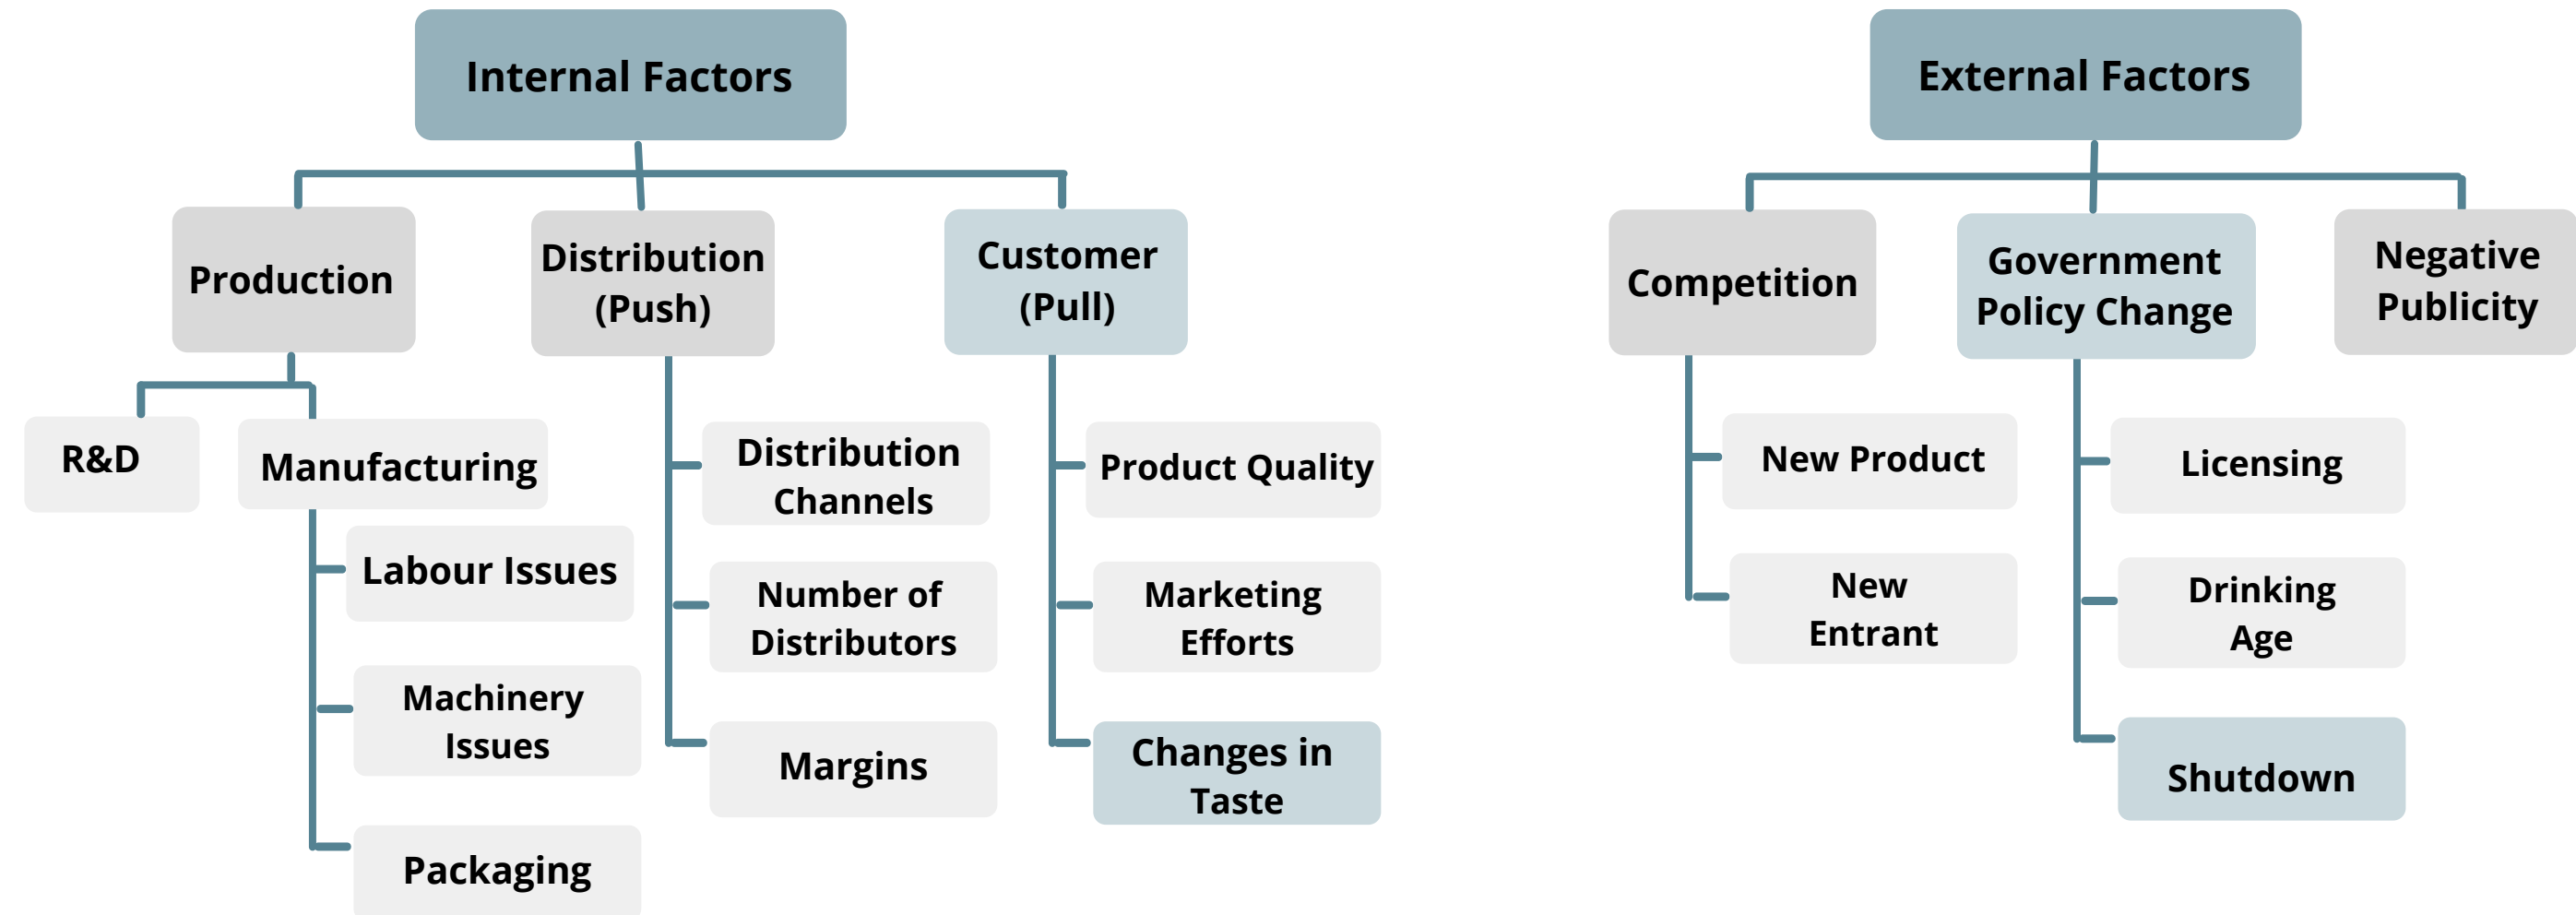 Internal Factors
External Factors
Production
Distribution
(Push)
Customer
(Pull)
Competition
Government
Policy Change
Negative
Publicity
R&D
Manufacturing
Labour Issues
Machinery
Issues
Packaging
Distribution
Channels
Number of
Distributors
Margins
Product Quality
Marketing
Efforts
Changes in
Taste
New Product
New
Entrant
Licensing
Drinking
Age
Shutdown